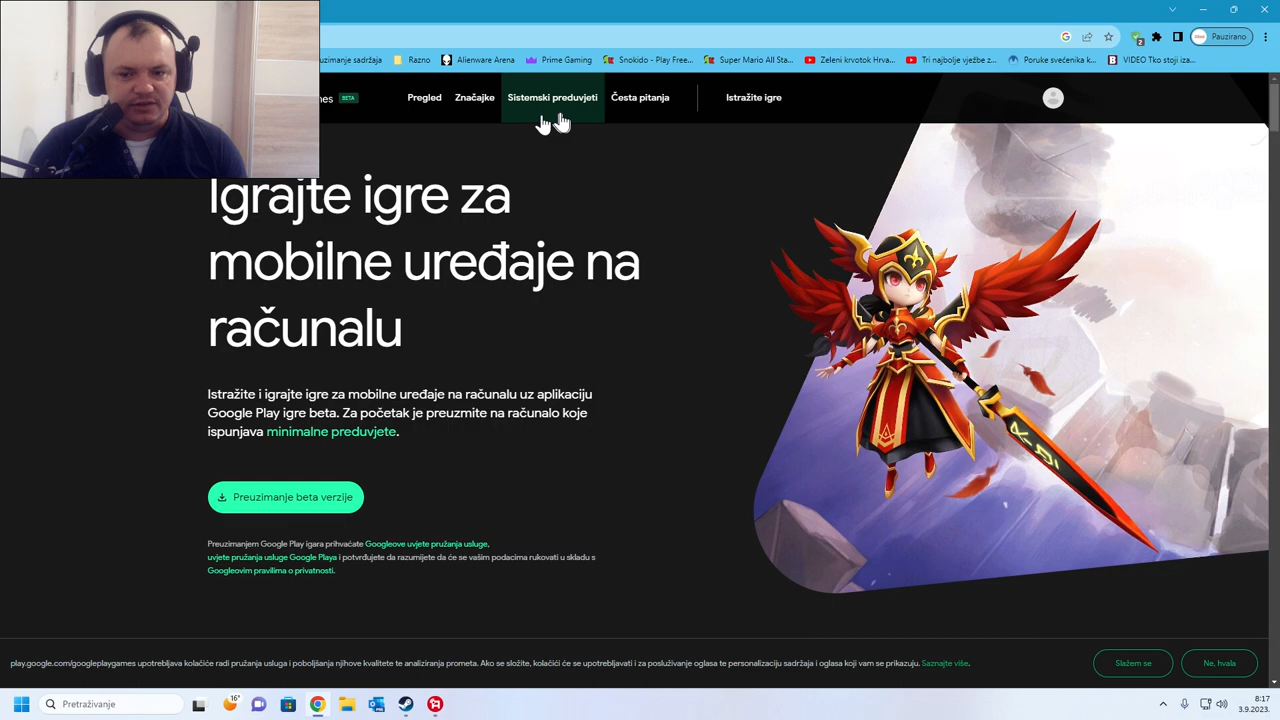 Pauzirano
2
uzimanje sadržaja
Razno
Alienware Arena
Prime Gaming
Snokido - Play Free...
Super Mario All Sta...
Zeleni krvotok Hrva...
Tri najbolje vježbe z...
Poruke svećenika k...
VIDEO Tko stoji iza...
nes BETA
Pregled
Značajke
Sistemski preduvjeti
Česta pitanja
Istražite igre
Igrajte igre za
mobilne uređaje na
računalu
Istražite i igrajte igre za mobilne uređaje na računalu uz aplikaciju
Google Play igre beta. Za početak je preuzmite na računalo koje
ispunjava minimalne preduvjete.
Preuzimanje beta verzije
Preuzimanjem Google Play igara prihvaćate Googleove uvjete pružanja usluge,
uvjete pružanja usluge Google Playa i potvrđujete da razumijete da će se vašim podacima rukovati u skladu s
Googleovim pravilima o privatnosti.
play.google.com/googleplaygames upotrebljava kolačiće radi pružanja usluga i poboljšanja njihove kvalitete te analiziranja prometa. Ako se složite, kolačići će se upotrebljavati i za posluživanje oglasa te personalizaciju sadržaja i oglasa koji vam se prikazuju. Saznajte više.
Slažem se
Ne, hvala
Pretraživanje
16°
8:17
3.9.2023.